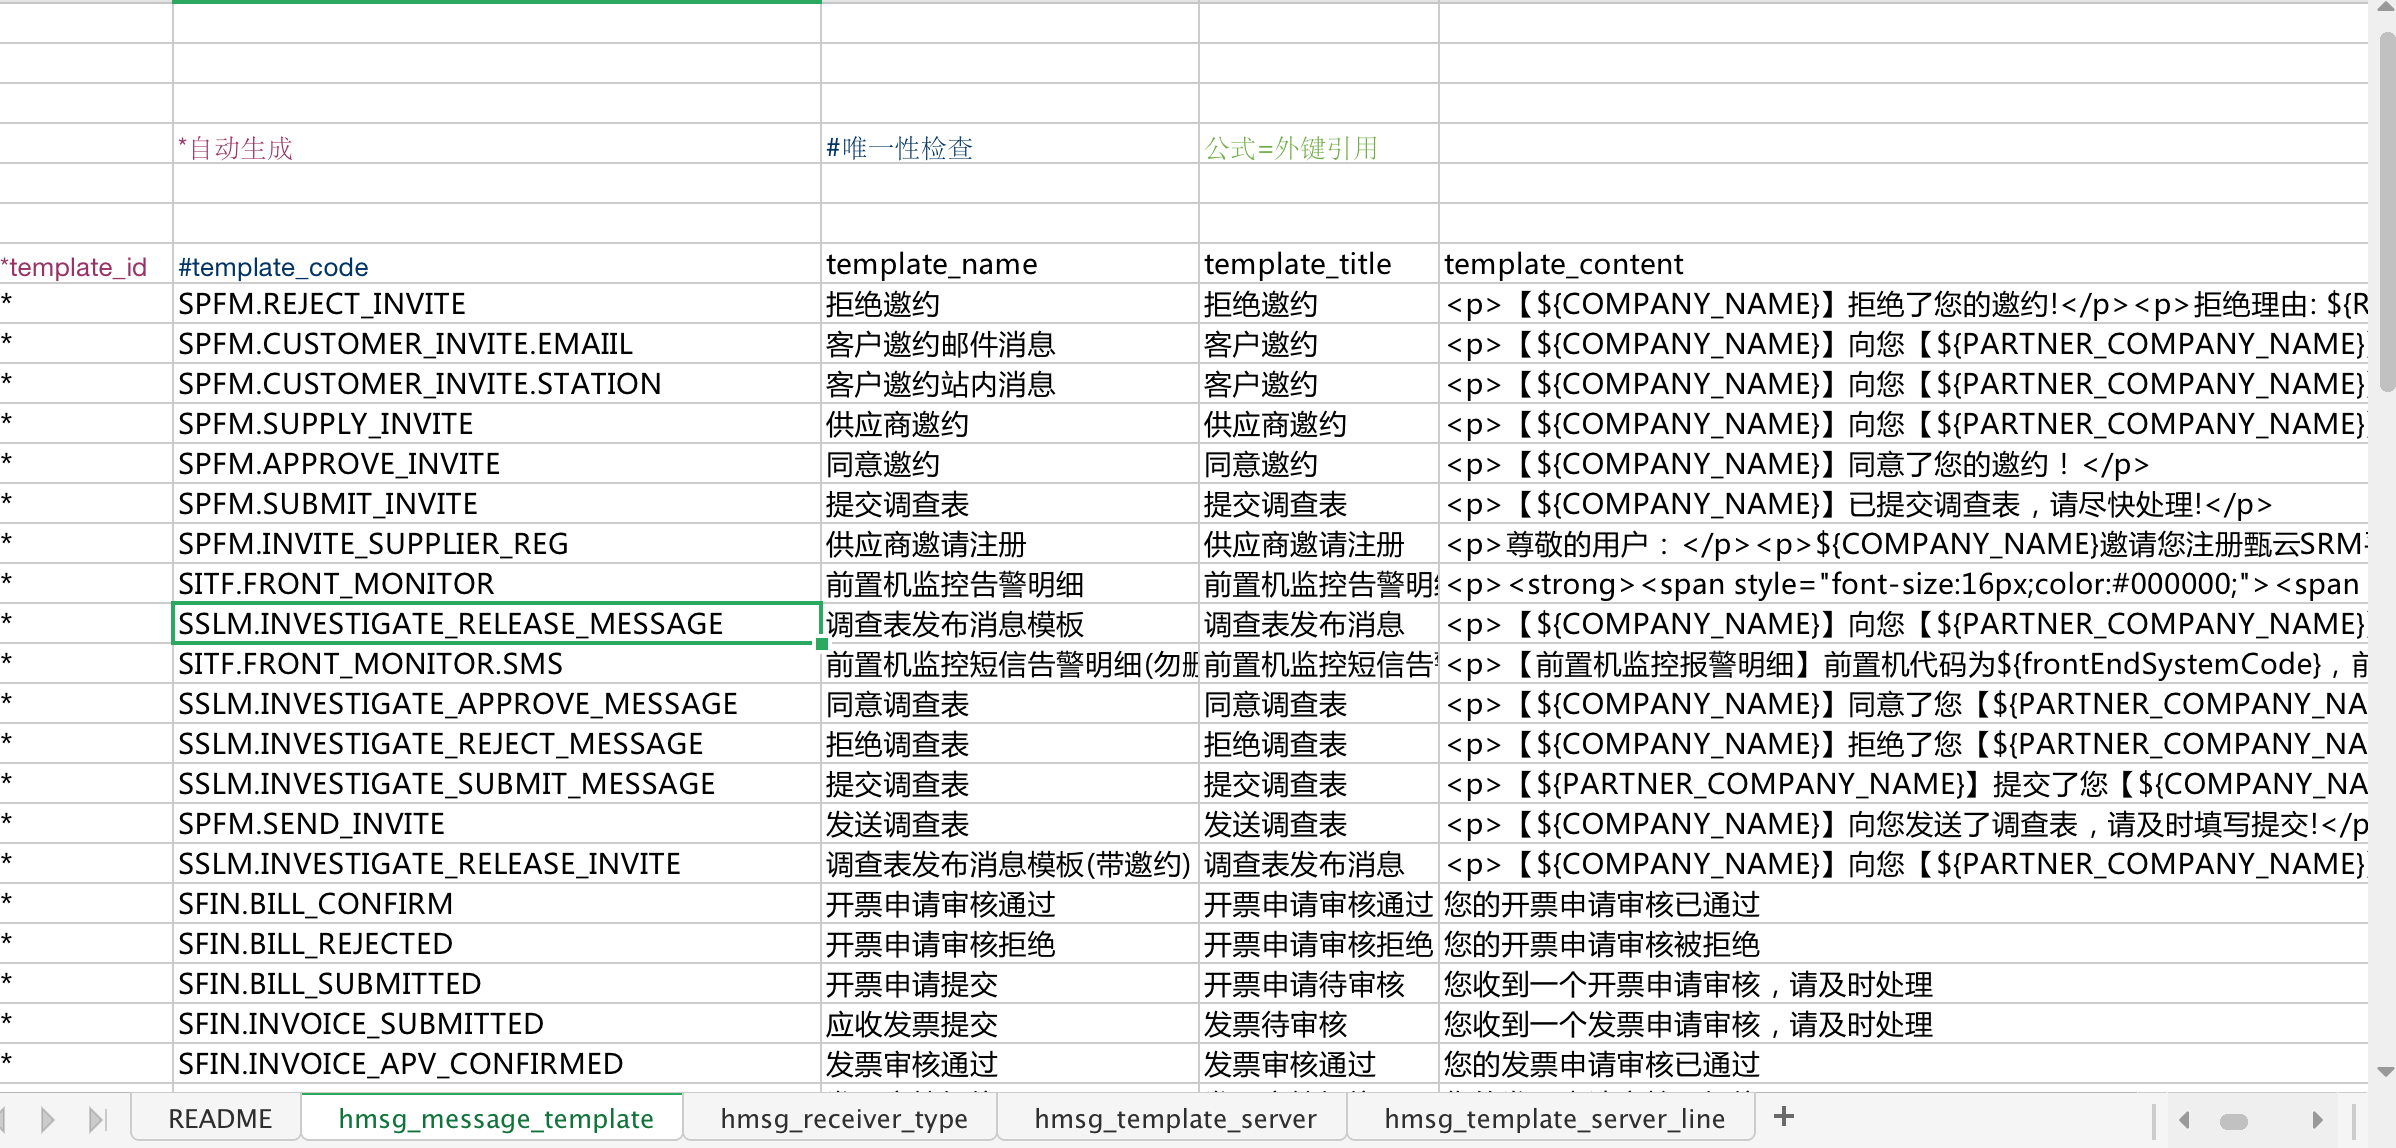 *自动生成 #唯一性检查 公式=外键引用
*template_id #template_code template_name template_title template_content
* SPFM.REJECT_INVITE 拒绝邀约 拒绝邀约 <p>【${COMPANY_NAME}】拒绝了您的邀约!</p><p>拒绝理由: ${R
* SPFM.CUSTOMER_INVITE.EMAIIL 客户邀约邮件消息 客户邀约 <p>【${COMPANY_NAME}】向您【${PARTNER_COMPANY_NAME}
* SPFM.CUSTOMER_INVITE.STATION 客户邀约站内消息 客户邀约 <p>【${COMPANY_NAME}】向您【${PARTNER_COMPANY_NAME}
* SPFM.SUPPLY_INVITE 供应商邀约 供应商邀约 <p>【${COMPANY_NAME}】向您【${PARTNER_COMPANY_NAME}
* SPFM.APPROVE_INVITE 同意邀约 同意邀约 <p>【${COMPANY_NAME}】同意了您的邀约！</p>
* SPFM.SUBMIT_INVITE 提交调查表 提交调查表 <p>【${COMPANY_NAME}】已提交调查表，请尽快处理!</p>
* SPFM.INVITE_SUPPLIER_REG 供应商邀请注册 供应商邀请注册 <p>尊敬的用户：</p><p>${COMPANY_NAME}邀请您注册甄云SRM
* SITF.FRONT_MONITOR 前置机监控告警明细 前置机监控告警明 <p><strong><span style="font-size:16px;color:#000000;"><span
* SSLM.INVESTIGATE_RELEASE_MESSAGE 调查表发布消息模板 调查表发布消息 <p>【${COMPANY_NAME}】向您【${PARTNER_COMPANY_NAME}
* SITF.FRONT_MONITOR.SMS 前置机监控短信告警明细(勿删 前置机监控短信告 <p>【前置机监控报警明细】前置机代码为${frontEndSystemCode}，前
* SSLM.INVESTIGATE_APPROVE_MESSAGE 同意调查表 同意调查表 <p>【${COMPANY_NAME}】同意了您【${PARTNER_COMPANY_NA
* SSLM.INVESTIGATE_REJECT_MESSAGE 拒绝调查表 拒绝调查表 <p>【${COMPANY_NAME}】拒绝了您【${PARTNER_COMPANY_NA
* SSLM.INVESTIGATE_SUBMIT_MESSAGE 提交调查表 提交调查表 <p>【${PARTNER_COMPANY_NAME}】提交了您【${COMPANY_NA
* SPFM.SEND_INVITE 发送调查表 发送调查表 <p>【${COMPANY_NAME}】向您发送了调查表，请及时填写提交!</p
* SSLM.INVESTIGATE_RELEASE_INVITE 调查表发布消息模板(带邀约) 调查表发布消息 <p>【${COMPANY_NAME}】向您【${PARTNER_COMPANY_NAME}
* SFIN.BILL_CONFIRM 开票申请审核通过 开票申请审核通过 您的开票申请审核已通过
* SFIN.BILL_REJECTED 开票申请审核拒绝 开票申请审核拒绝 您的开票申请审核被拒绝
* SFIN.BILL_SUBMITTED 开票申请提交 开票申请待审核 您收到一个开票申请审核，请及时处理
* SFIN.INVOICE_SUBMITTED 应收发票提交 发票待审核 您收到一个发票申请审核，请及时处理
* SFIN.INVOICE_APV_CONFIRMED 发票审核通过 发票审核通过 您的发票申请审核已通过
README hmsg_message_template hmsg_receiver_type hmsg_template_server hmsg_template_server_line +